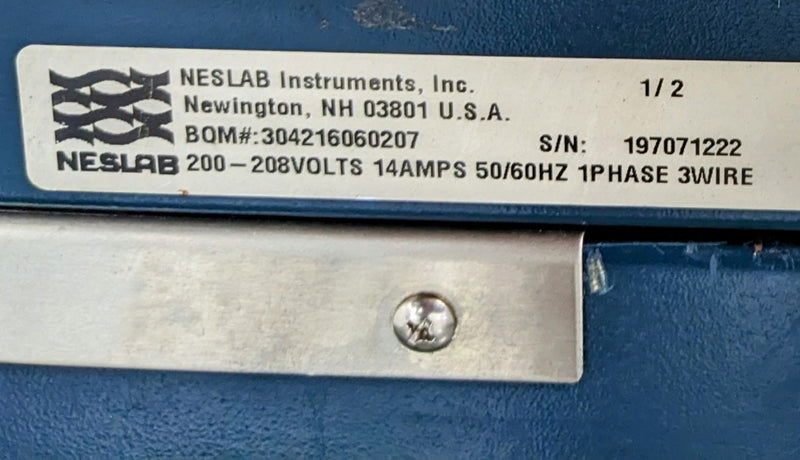 NESLAB Instruments, Inc. 1/2
Newington, NH 03801 U.S.A.
BOM#:304216060207 S/N: 197071222
NESLAB 200-208VOLTS 14AMPS 50/60HZ 1PHASE 3WIRE